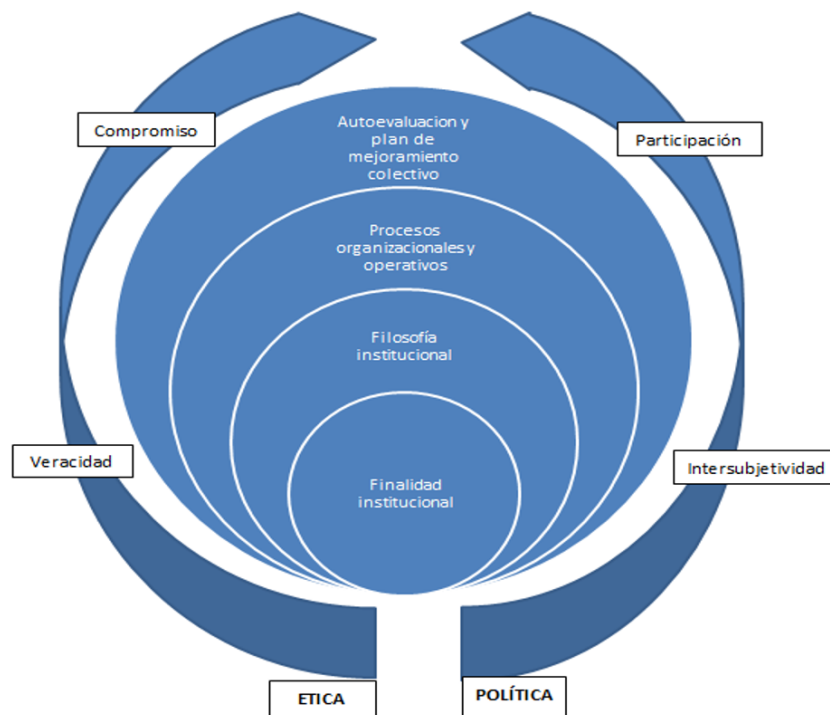 Compromiso
Participación
Autoevaluacion y
plan de
mejoramiento
colectivo
Procesos
organizacionales y
operativos
Filosofía
institucional
Veracidad
Intersubjetividad
Finalidad
institucional
ETICA
POLÍTICA